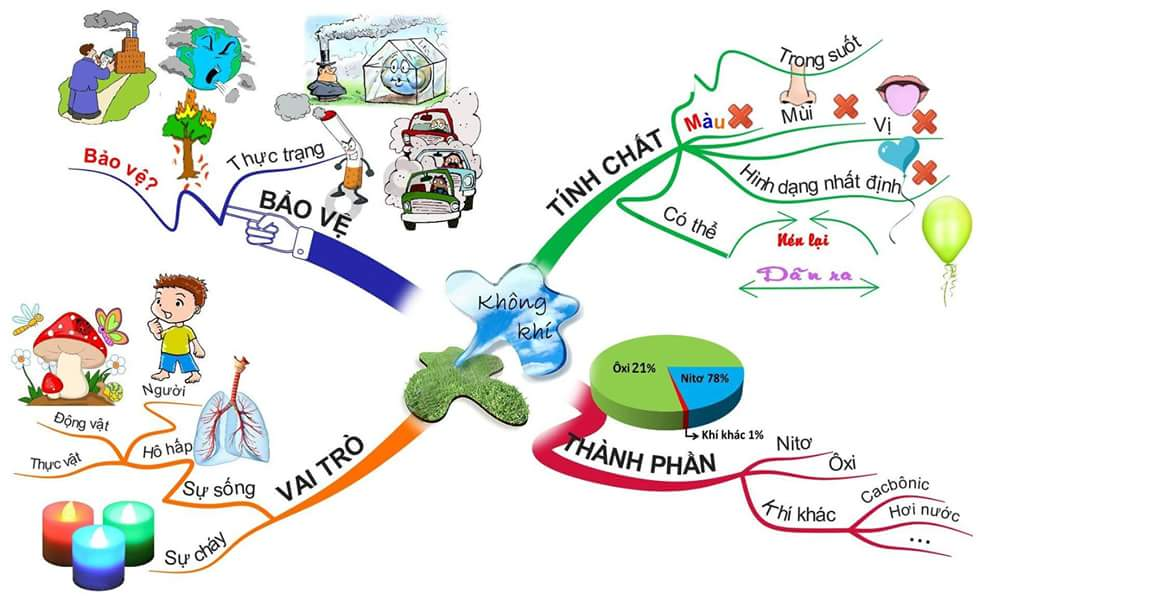 Không
khí
TÍNH CHẤT
Trong suốt
Màu
Mùi
Vị
Hình dạng nhất định
Có thể
Nén lại
Dãn ra
THÀNH PHẦN
Ôxi 21%
Nitơ 78%
Khí khác 1%
Nitơ
Ôxi
Khí khác
Cacbônic
Hơi nước
...
VAI TRÒ
Sự sống
Hô hấp
Người
Động vật
Thực vật
Sự cháy
BẢO VỆ
Thực trạng
Bảo vệ?